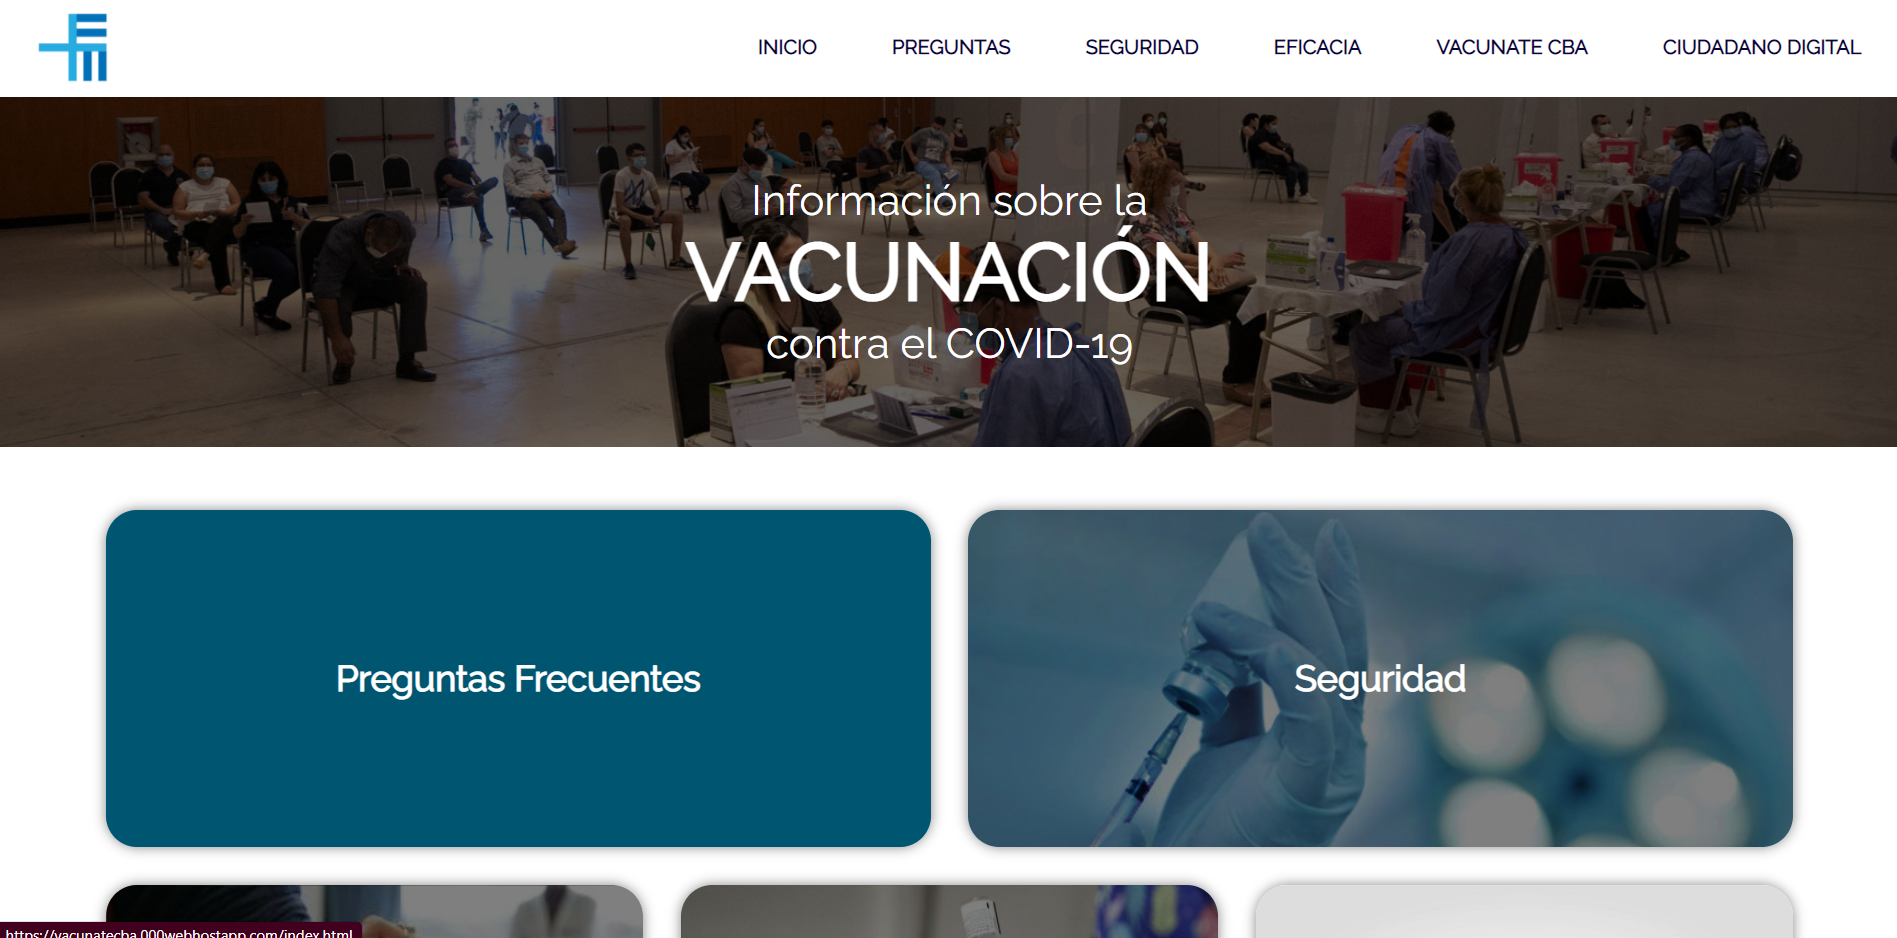 INICIO
PREGUNTAS
SEGURIDAD
EFICACIA
VACUNATE CBA
CIUDADANO DIGITAL
Información sobre la
VACUNACIÓN
contra el COVID-19
Preguntas Frecuentes
Seguridad
https://vacunatecba.000webhostapp.com/index.html